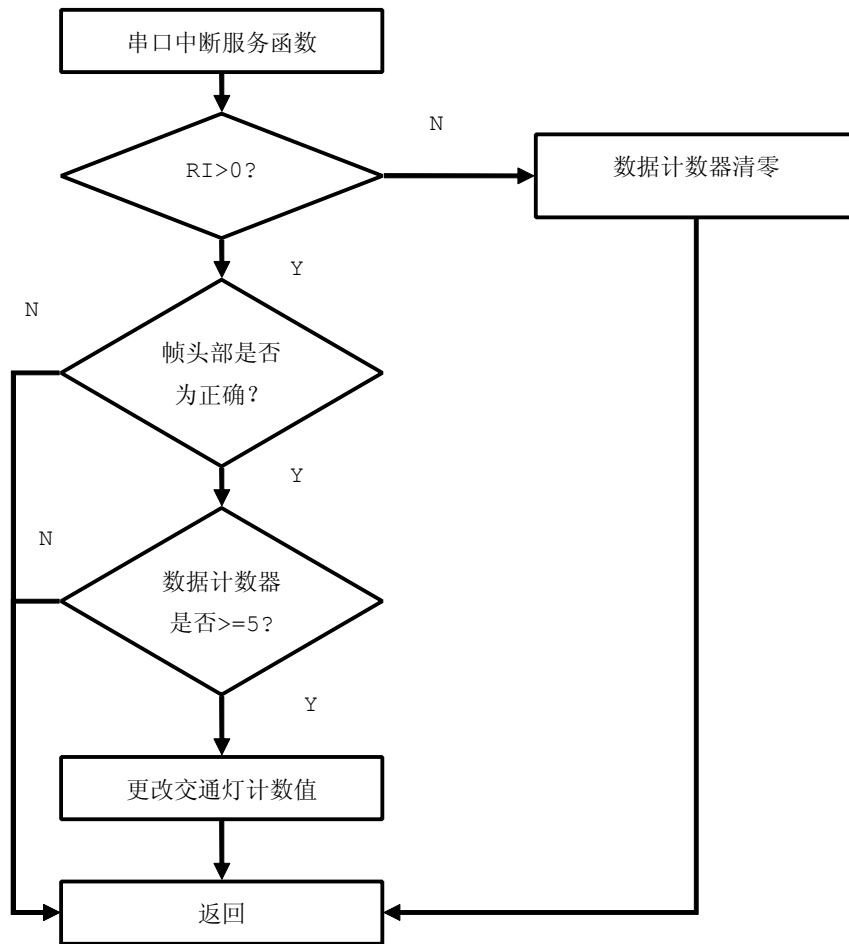 串口中断服务函数
N
RI>0?
数据计数器清零
Y
N
帧头部是否
为正确?
Y
N
数据计数器
是否>=5?
Y
更改交通灯计数值
返回